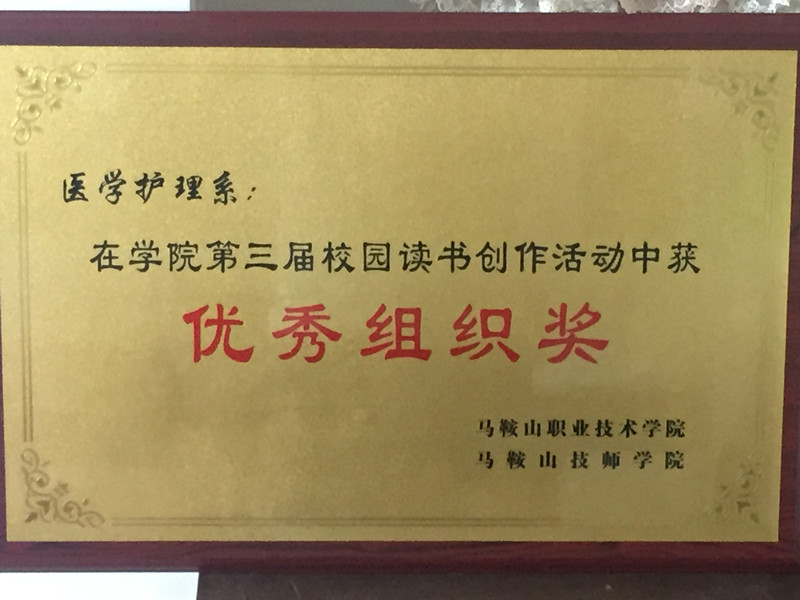 医学护理系：
在学院第三届校园读书创作活动中获
优秀组织奖
马鞍山职业技术学院
马鞍山技师学院